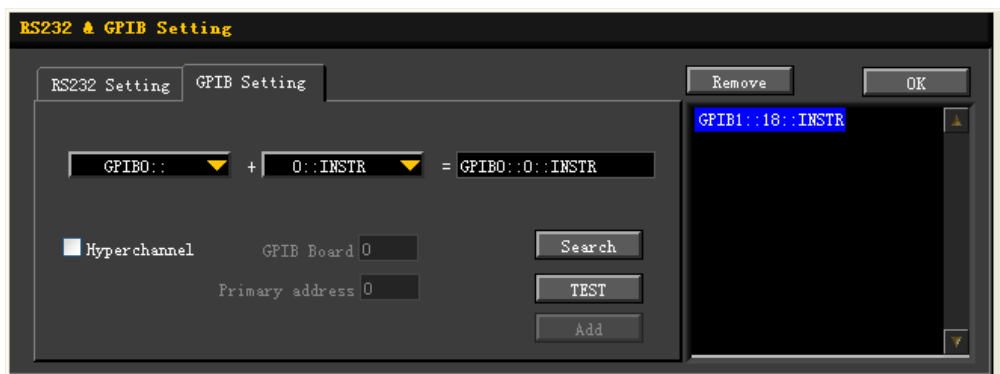 RS232 & GPIB Setting
RS232 Setting GPIB Setting
Remove OK
GPIB1::18::INSTR
GPIB0:: + 0::INSTR = GPIB0::0::INSTR
Hyperchannel GPIB Board 0 Search
Primary address 0 TEST
Add